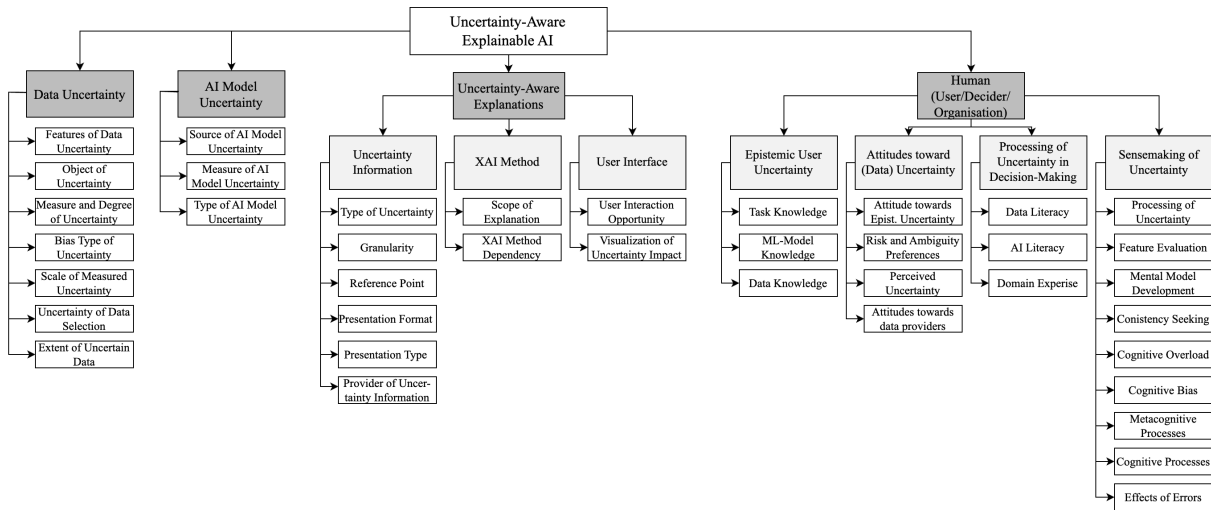 Uncertainty-Aware
Explainable AI
Data Uncertainty
Features of Data
Uncertainty
Object of
Uncertainty
Measure and Degree
of Uncertainty
Bias Type of
Uncertainty
Scale of Measured
Uncertainty
Uncertainty of Data
Selection
Extent of Uncertain
Data
AI Model
Uncertainty
Source of AI Model
Uncertainty
Measure of AI
Model Uncertainty
Type of AI Model
Uncertainty
Uncertainty-Aware
Explanations
Uncertainty
Information
Type of Uncertainty
Granularity
Reference Point
Presentation Format
Presentation Type
Provider of Uncer-
tainty Information
XAI Method
Scope of
Explanation
XAI Method
Dependency
User Interface
User Interaction
Opportunity
Visualization of
Uncertainty Impact
Human
(User/Decider/
Organisation)
Epistemic User
Uncertainty
Task Knowledge
ML-Model
Knowledge
Data Knowledge
Attitudes toward
(Data) Uncertainty
Attitude towards
Epist. Uncertainty
Risk and Ambiguity
Preferences
Perceived
Uncertainty
Attitudes towards
data providers
Processing of
Uncertainty in
Decision-Making
Data Literacy
AI Literacy
Domain Experise
Sensemaking of
Uncertainty
Processing of
Uncertainty
Feature Evaluation
Mental Model
Development
Conistency Seeking
Cognitive Overload
Cognitive Bias
Metacognitive
Processes
Cognitive Processes
Effects of Errors